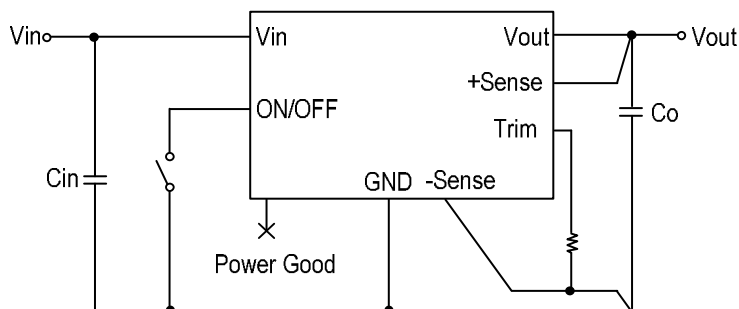 Vin
Vin
Vout
Vout
+Sense
ON/OFF
Co
Trim
Cin
GND
-Sense
Power Good